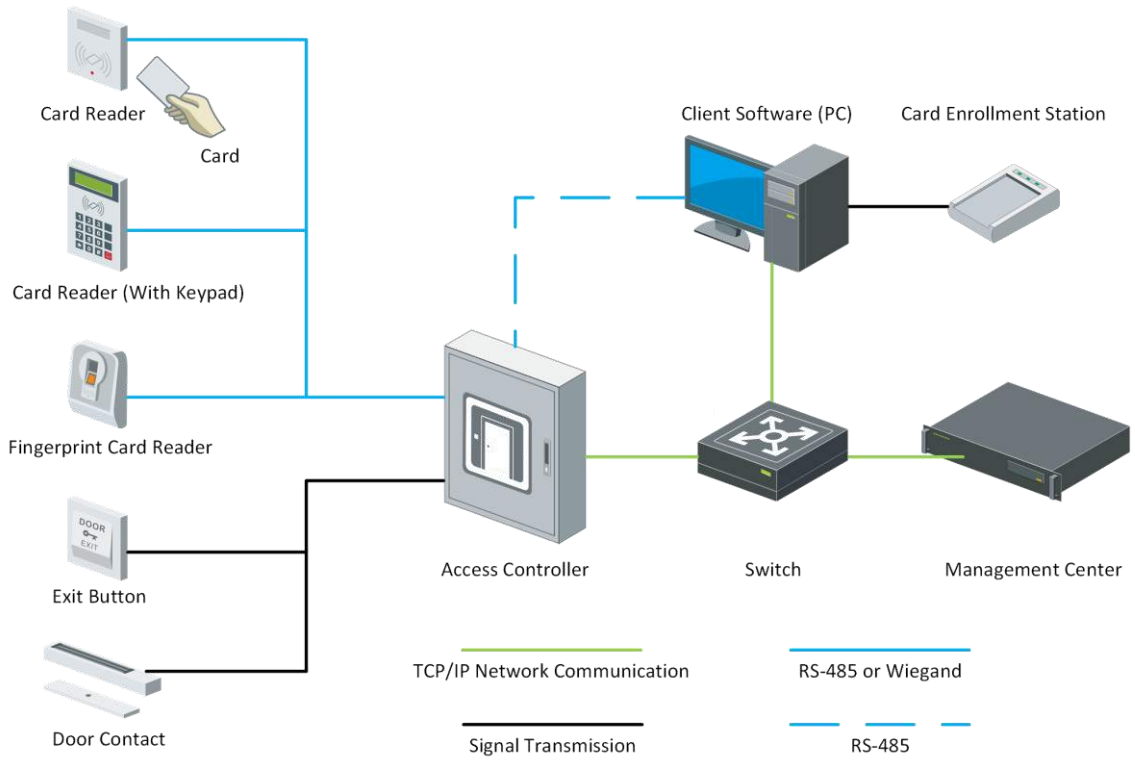 Card Reader
Card
Client Software (PC)
Card Enrollment Station
Card Reader (With Keypad)
Fingerprint Card Reader
DOOR
EXIT
Exit Button
Access Controller
Switch
Management Center
TCP/IP Network Communication
RS-485 or Wiegand
Door Contact
Signal Transmission
RS-485